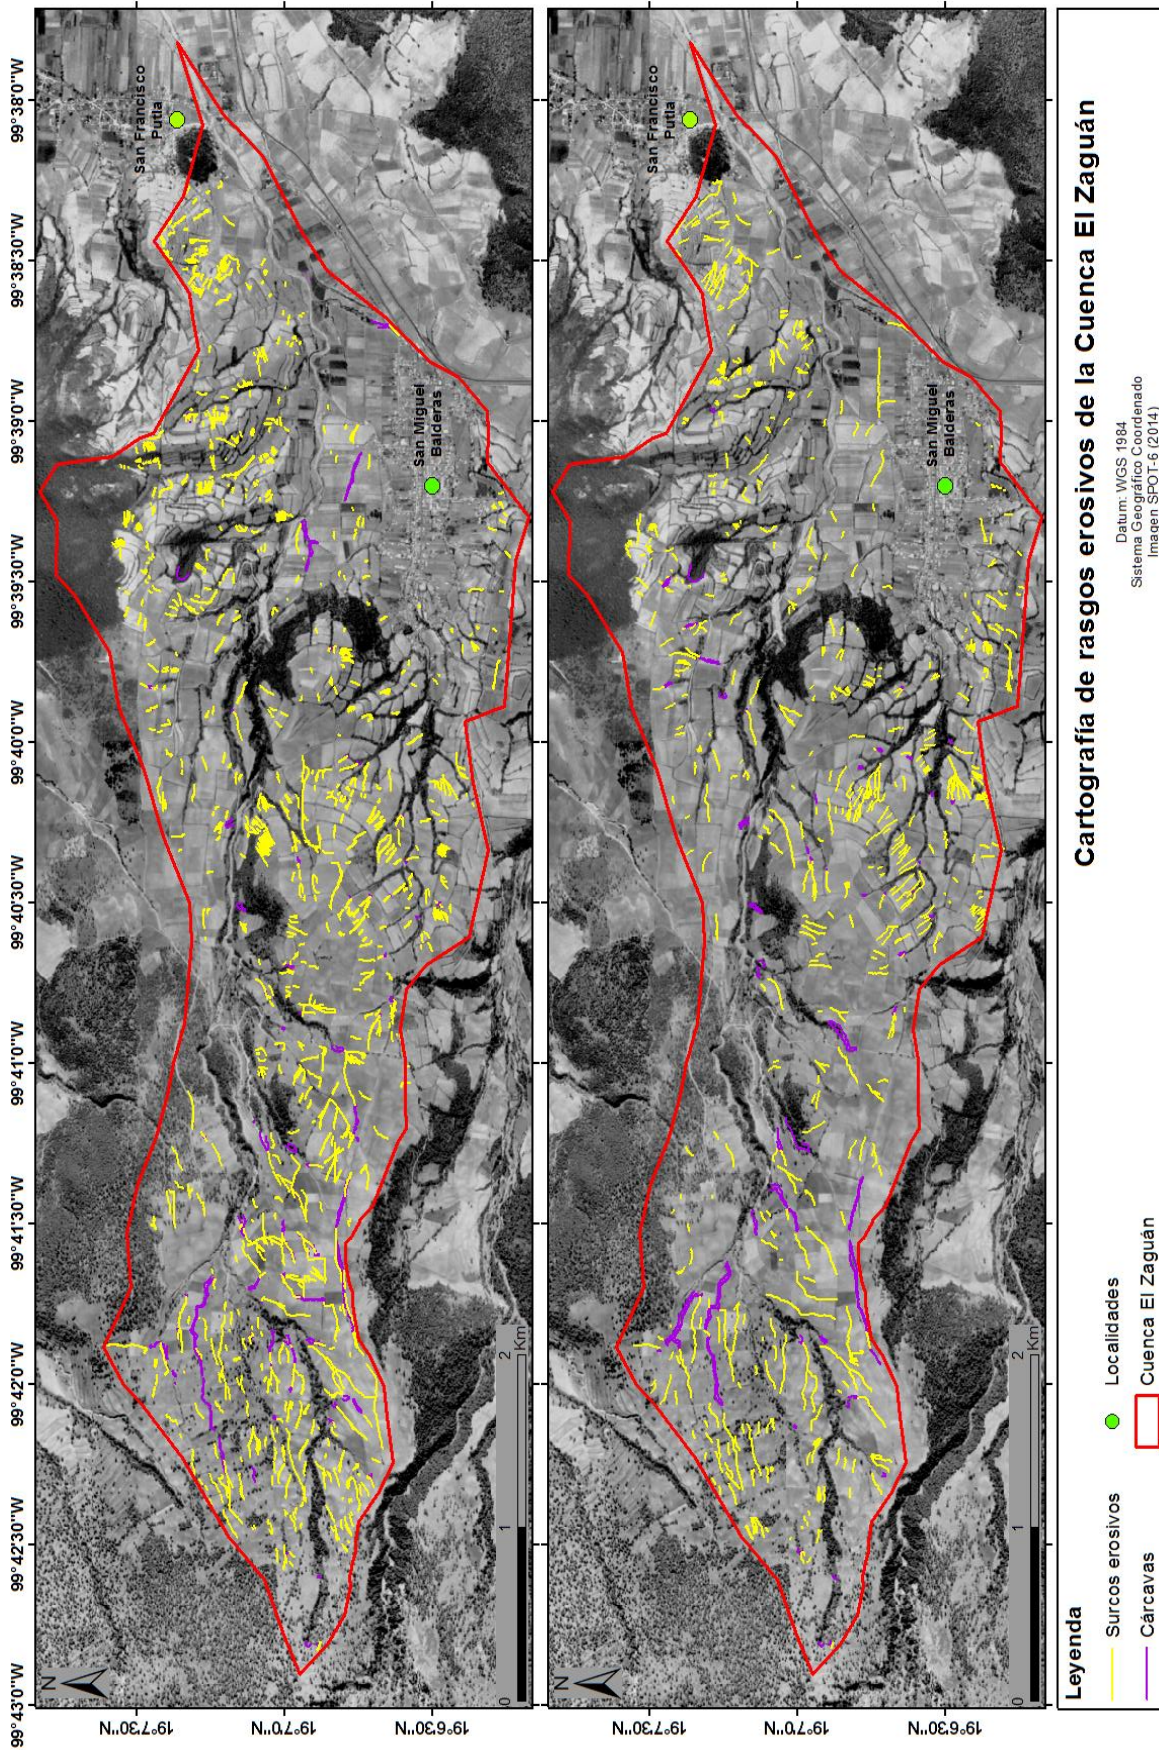 99°43'0"W
99°42'30"W
99°42'0"W
99°41'30"W
99°41'0"W
99°40'30"W
99°40'0"W
99°39'30"W
99°39'0"W
99°38'30"W
99°38'0"W
N
19°7'30"N
19°7'0"N
19°6'30"N
San Francisco
Putla
San Miguel
Balderas
0
1
2
Km
N
19°7'30"N
19°7'0"N
19°6'30"N
San Francisco
Putla
San Miguel
Balderas
0
1
2
Km
Leyenda
Surcos erosivos
Cárcavas
Localidades
Cuenca El Zaguán
Cartografía de rasgos erosivos de la Cuenca El Zaguán
Datum: WGS 1984
Sistema Geográfico Coordenado
Imagen SPOT-6 (2014)